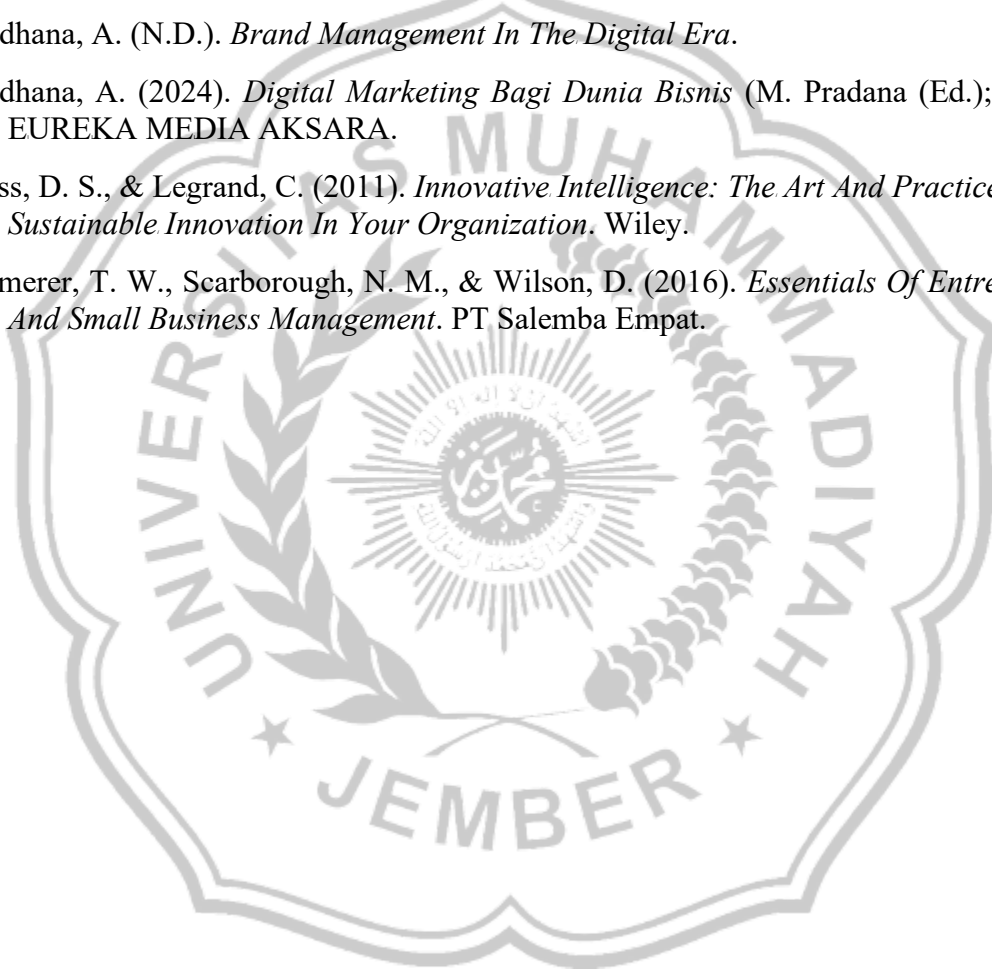 dhana, A. (N.D.). Brand Management In The Digital Era.
dhana, A. (2024). Digital Marketing Bagi Dunia Bisnis (M. Pradana (Ed.);
EUREKA MEDIA AKSARA.
ss, D. S., & Legrand, C. (2011). Innovative Intelligence: The Art And Practice
Sustainable Innovation In Your Organization. Wiley.
merer, T. W., Scarborough, N. M., & Wilson, D. (2016). Essentials Of Entre
And Small Business Management. PT Salemba Empat.
UNIVERSITAS MUHAMMADIYAH
JEMBER